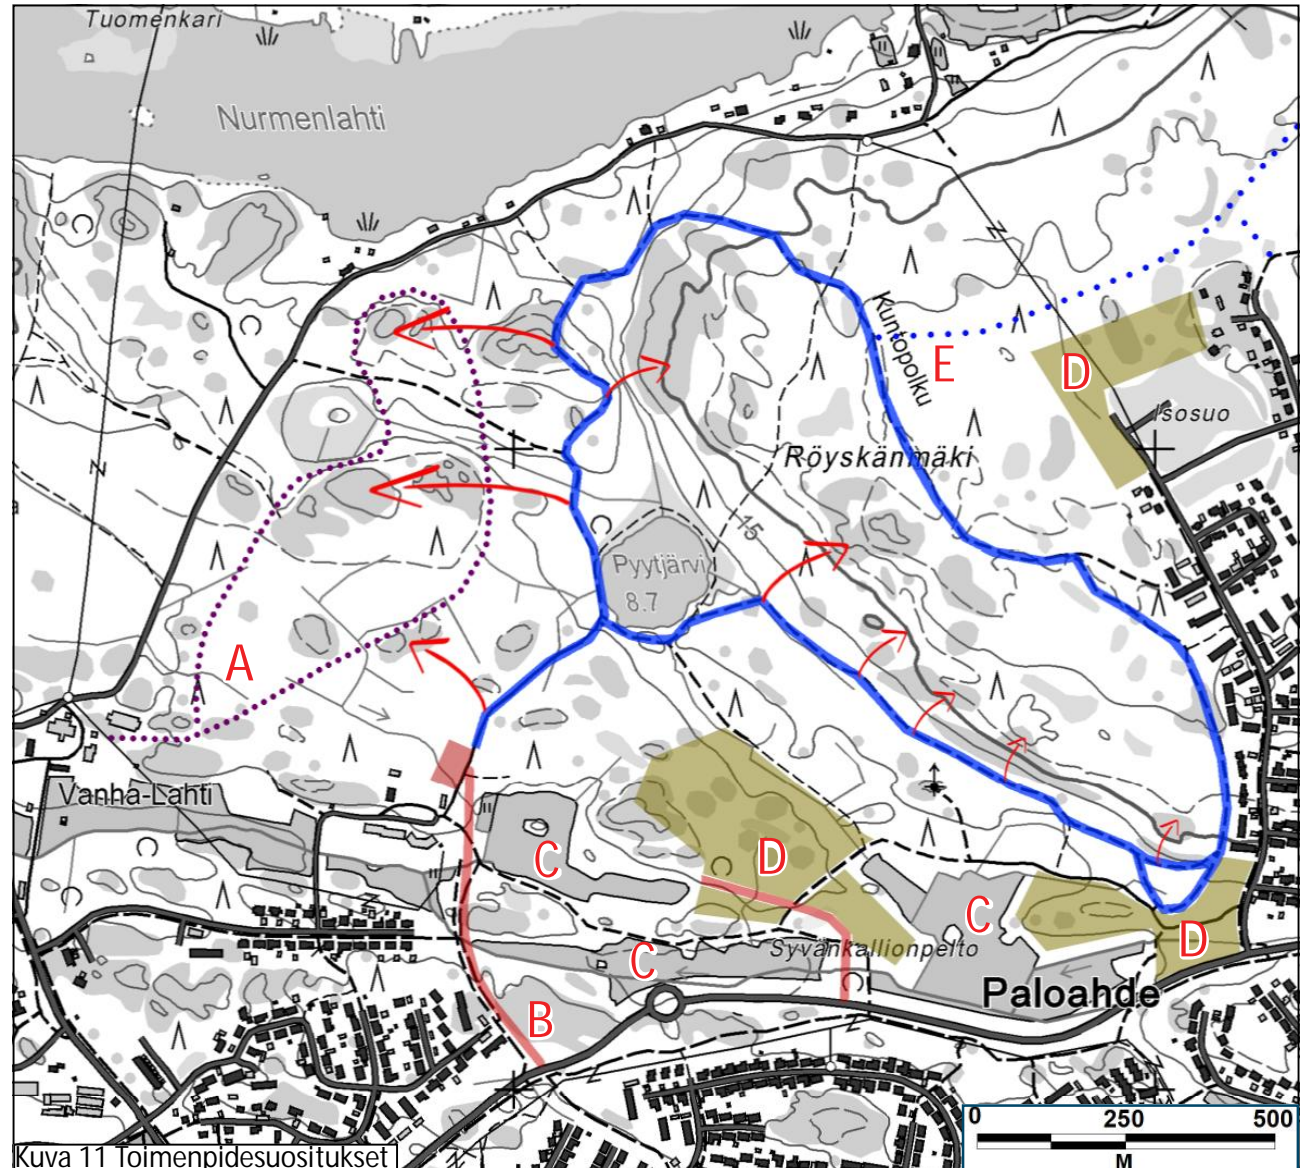 Tuomenkari
Nurmenlahti
Kuntopolku
E
D
Isosuo
Röyskänmäki
15
Pyytjärvi
8.7
A
Vanha-Lahti
C
D
C
D
Syvänkallionpelto
C
Paloahde
B
0 250 500
M
Kuva 11 Toimenpidesuositukset